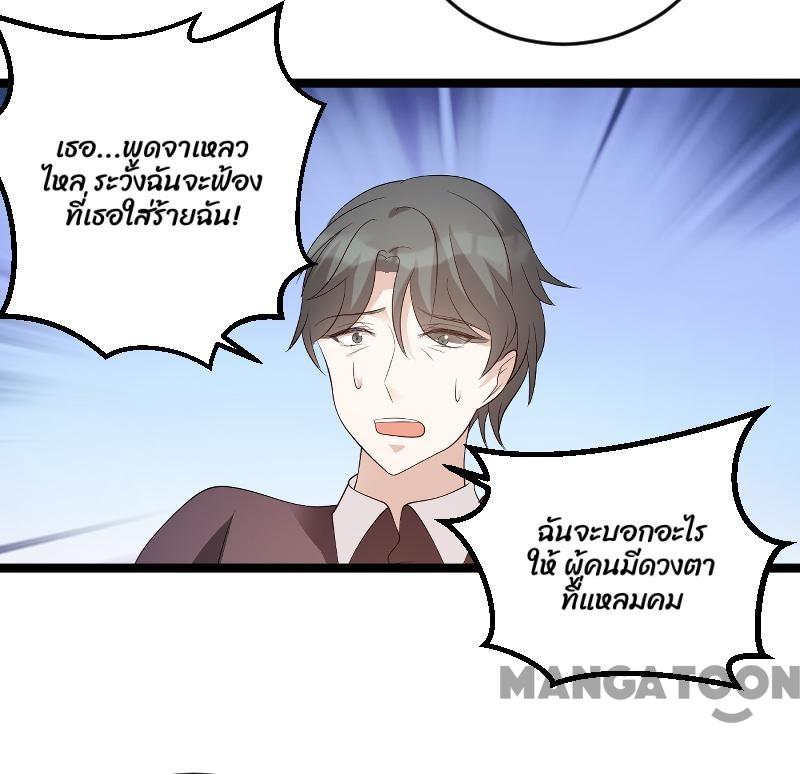 เธอ...พูดจาเหลว
ไหล ระวังฉันจะฟ้อง
ที่เธอใส่ร้ายฉัน!
ฉันจะบอกอะไร
ให้ ผู้คนมีดวงตา
ที่แหลมคม
MANGATOON